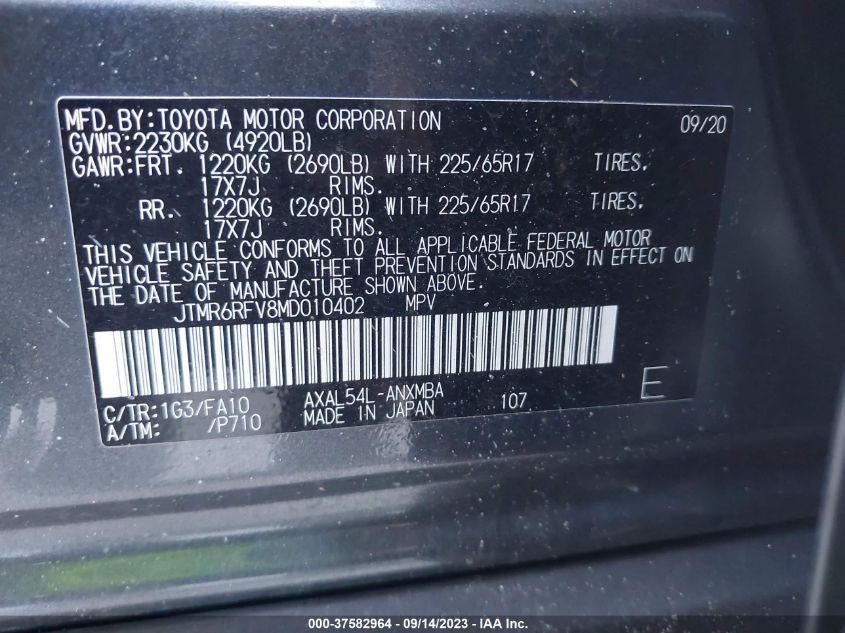 MFD.BY:TOYOTA MOTOR CORPORATION 09/20
GVWR:2230KG (4920LB)
GAWR:FRT. 1220KG (2690LB) WITH 225/65R17 TIRES.
17X7J RIMS.
RR. 1220KG (2690LB) WITH 225/65R17 TIRES.
17X7J RIMS.
THIS VEHICLE CONFORMS TO ALL APPLICABLE FEDERAL MOTOR
VEHICLE SAFETY AND THEFT PREVENTION STANDARDS IN EFFECT ON
THE DATE OF MANUFACTURE SHOWN ABOVE.
JTMR6RFV8MD010402 MPV
C/TR:1G3/FA10 AXAL54L-ANXMBA 107 E
A/TM: /P710 MADE IN JAPAN
000-37582964 - 09/14/2023 - IAA Inc.